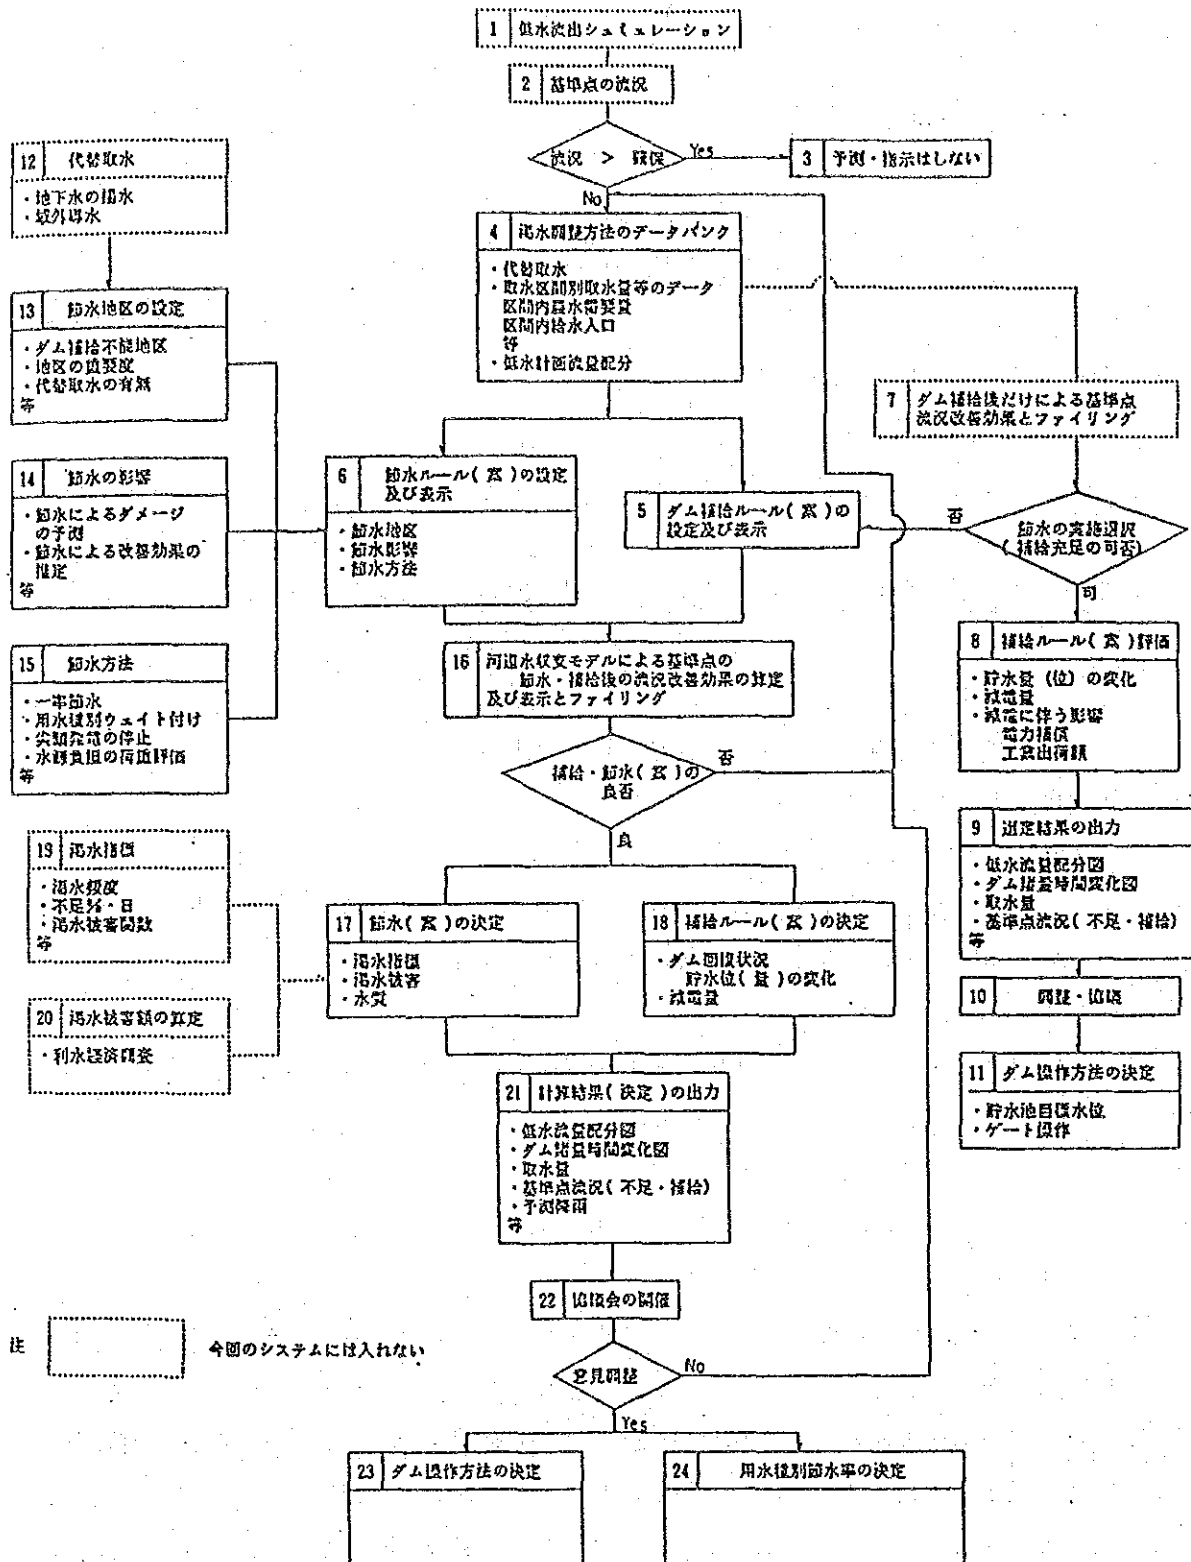 1 低水流出シュミュレーション
2 基準点の流況
流況 > 確保
Yes
No
3 予測・指示はしない
12 代替取水
・地下水の揚水
・域外導水
4 渇水調整方法のデータバンク
・代替取水
・取水区間別取水量等のデータ
区間内農水需要量
区間内給水人口
等
・低水計画流量配分
13 節水地区の設定
・ダム補給不能地区
・地区の重要度
・代替取水の有無
等
7 ダム補給後だけによる基準点
流況改善効果とファイリング
14 節水の影響
・節水によるダメージ
の予測
・節水による改善効果の
推定
等
6 節水ルール(案)の設定
及び表示
・節水地区
・節水影響
・節水方法
5 ダム補給ルール(案)の
設定及び表示
否
節水の実施選択
(補給充足の可否)
可
15 節水方法
・一率節水
・用水種別ウェイト付け
・尖頭発電の停止
・水源負担の荷重評価
等
16 河道水収支モデルによる基準点の
節水・補給後の流況改善効果の算定
及び表示とファイリング
8 補給ルール(案)評価
・貯水量(位)の変化
・減電量
・減電に伴う影響
電力補償
工業出荷額
補給・節水(案)の
良否
否
良
9 選定結果の出力
・低水流量配分図
・ダム諸量時間変化図
・取水量
・基準点流況(不足・補給)
等
19 渇水指標
・渇水頻度
・不足%・日
・渇水被害関数
等
17 節水(案)の決定
・渇水指標
・渇水被害
・水質
18 補給ルール(案)の決定
・ダム回復状況
貯水位(量)の変化
・減電量
10 調整・協議
20 渇水被害額の算定
・利水経済調査
11 ダム操作方法の決定
・貯水池目標水位
・ゲート操作
21 計算結果(決定)の出力
・低水流量配分図
・ダム諸量時間変化図
・取水量
・基準点流況(不足・補給)
・予測降雨
等
22 協議会の開催
注
今回のシステムには入れない
意見調整
No
Yes
23 ダム操作方法の決定
24 用水種別節水率の決定